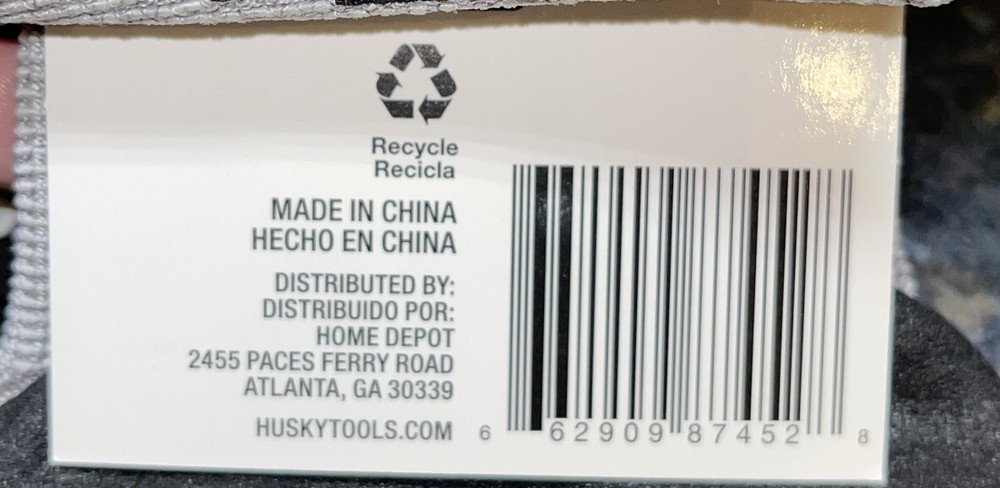 Recycle
Recicla
MADE IN CHINA
HECHO EN CHINA
DISTRIBUTED BY:
DISTRIBUIDO POR:
HOME DEPOT
2455 PACES FERRY ROAD
ATLANTA, GA 30339
HUSKYTOOLS.COM
6 62909 87452 8